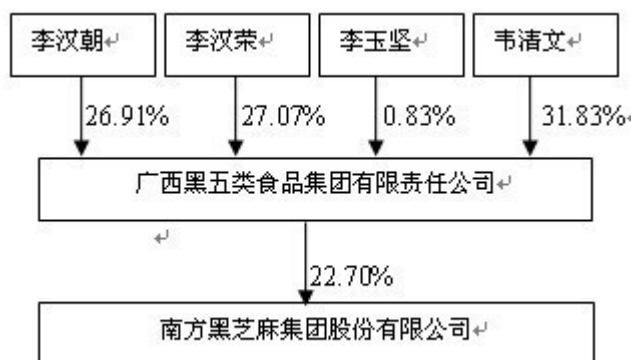 李汉朝 李汉荣 李玉坚 韦清文
26.91% 27.07% 0.83% 31.83%
广西黑五类食品集团有限责任公司
22.70%
南方黑芝麻集团股份有限公司